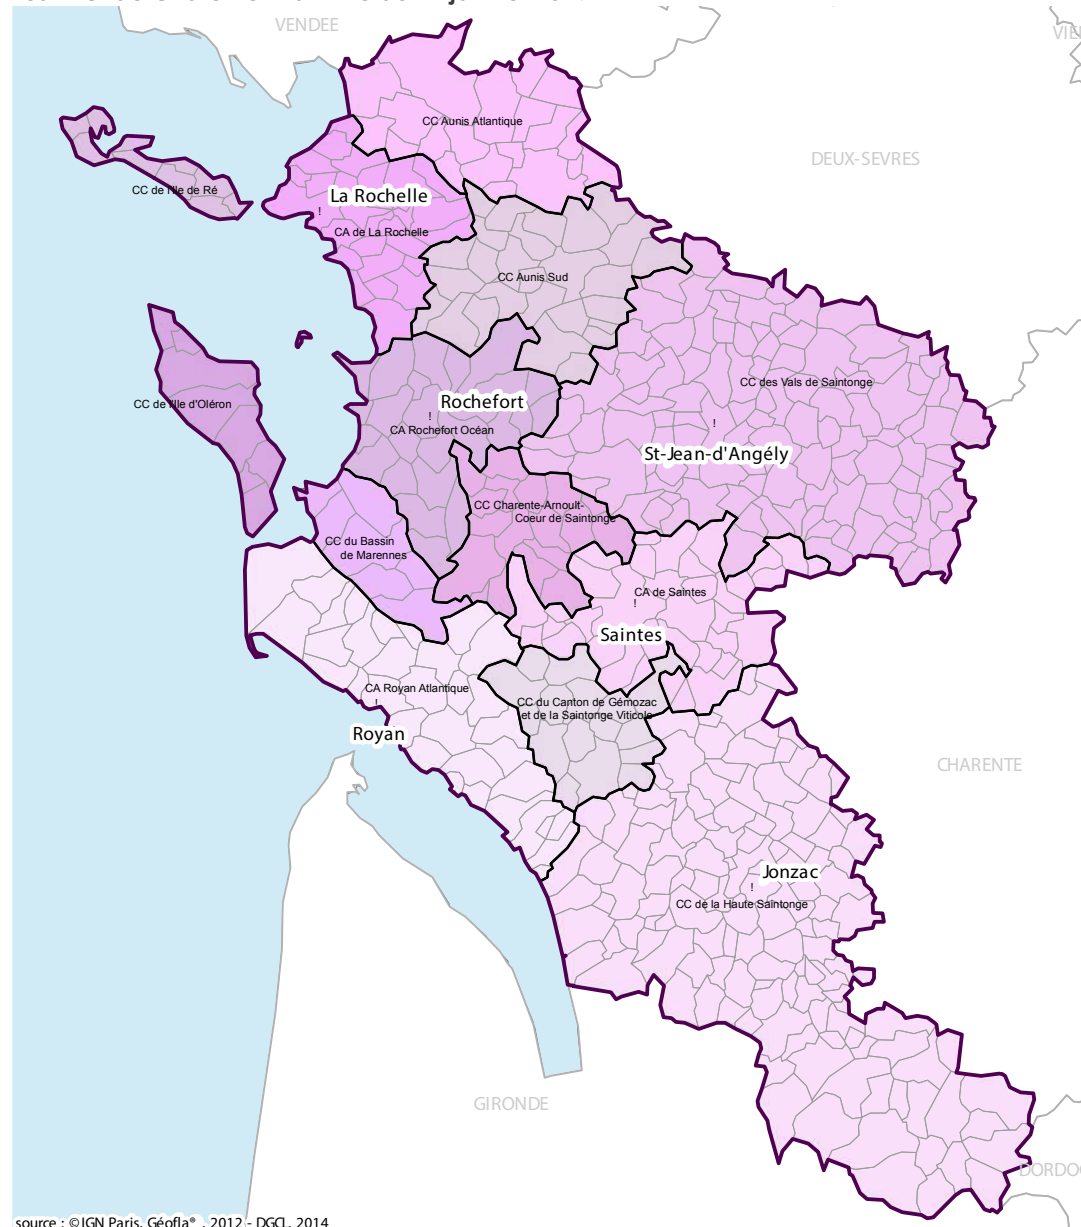 VENDEE
CC Aunis Atlantique
DEUX-SEVRES
CC de l'Ile de Ré
La Rochelle
!
CA de La Rochelle
CC Aunis Sud
CC des Vals de Saintonge
CC de l'Ile d'Oléron
Rochefort
!
CA Rochefort Océan
!
St-Jean-d'Angély
CC Charente-Arnoult-
Coeur de Saintonge
CC du Bassin
de Marennes
CA de Saintes
!
Saintes
CA Royan Atlantique
!
CC du Canton de Gémozac
et de la Saintonge Viticole
Royan
CHARENTE
Jonzac
!
CC de la Haute Saintonge
GIRONDE
source : ©IGN Paris, Géofla® , 2012 - DGCL, 2014